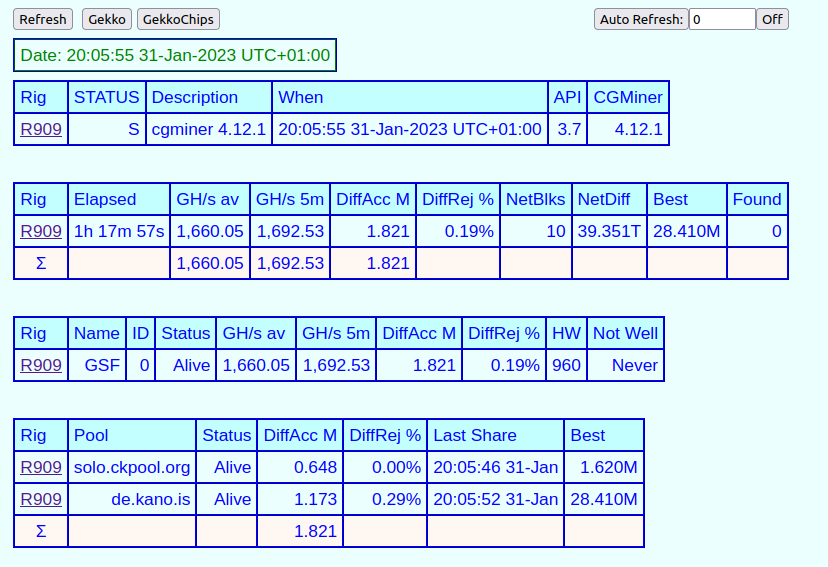 Refresh Gekko GekkoChips Auto Refresh: 0 Off
Date: 20:05:55 31-Jan-2023 UTC+01:00
Rig STATUS Description When API CGMiner
R909 S cgminer 4.12.1 20:05:55 31-Jan-2023 UTC+01:00 3.7 4.12.1
Rig Elapsed GH/s av GH/s 5m DiffAcc M DiffRej % NetBlks NetDiff Best Found
R909 1h 17m 57s 1,660.05 1,692.53 1.821 0.19% 10 39.351T 28.410M 0
Σ 1,660.05 1,692.53 1.821
Rig Name ID Status GH/s av GH/s 5m DiffAcc M DiffRej % HW Not Well
R909 GSF 0 Alive 1,660.05 1,692.53 1.821 0.19% 960 Never
Rig Pool Status DiffAcc M DiffRej % Last Share Best
R909 solo.ckpool.org Alive 0.648 0.00% 20:05:46 31-Jan 1.620M
R909 de.kano.is Alive 1.173 0.29% 20:05:52 31-Jan 28.410M
Σ 1.821